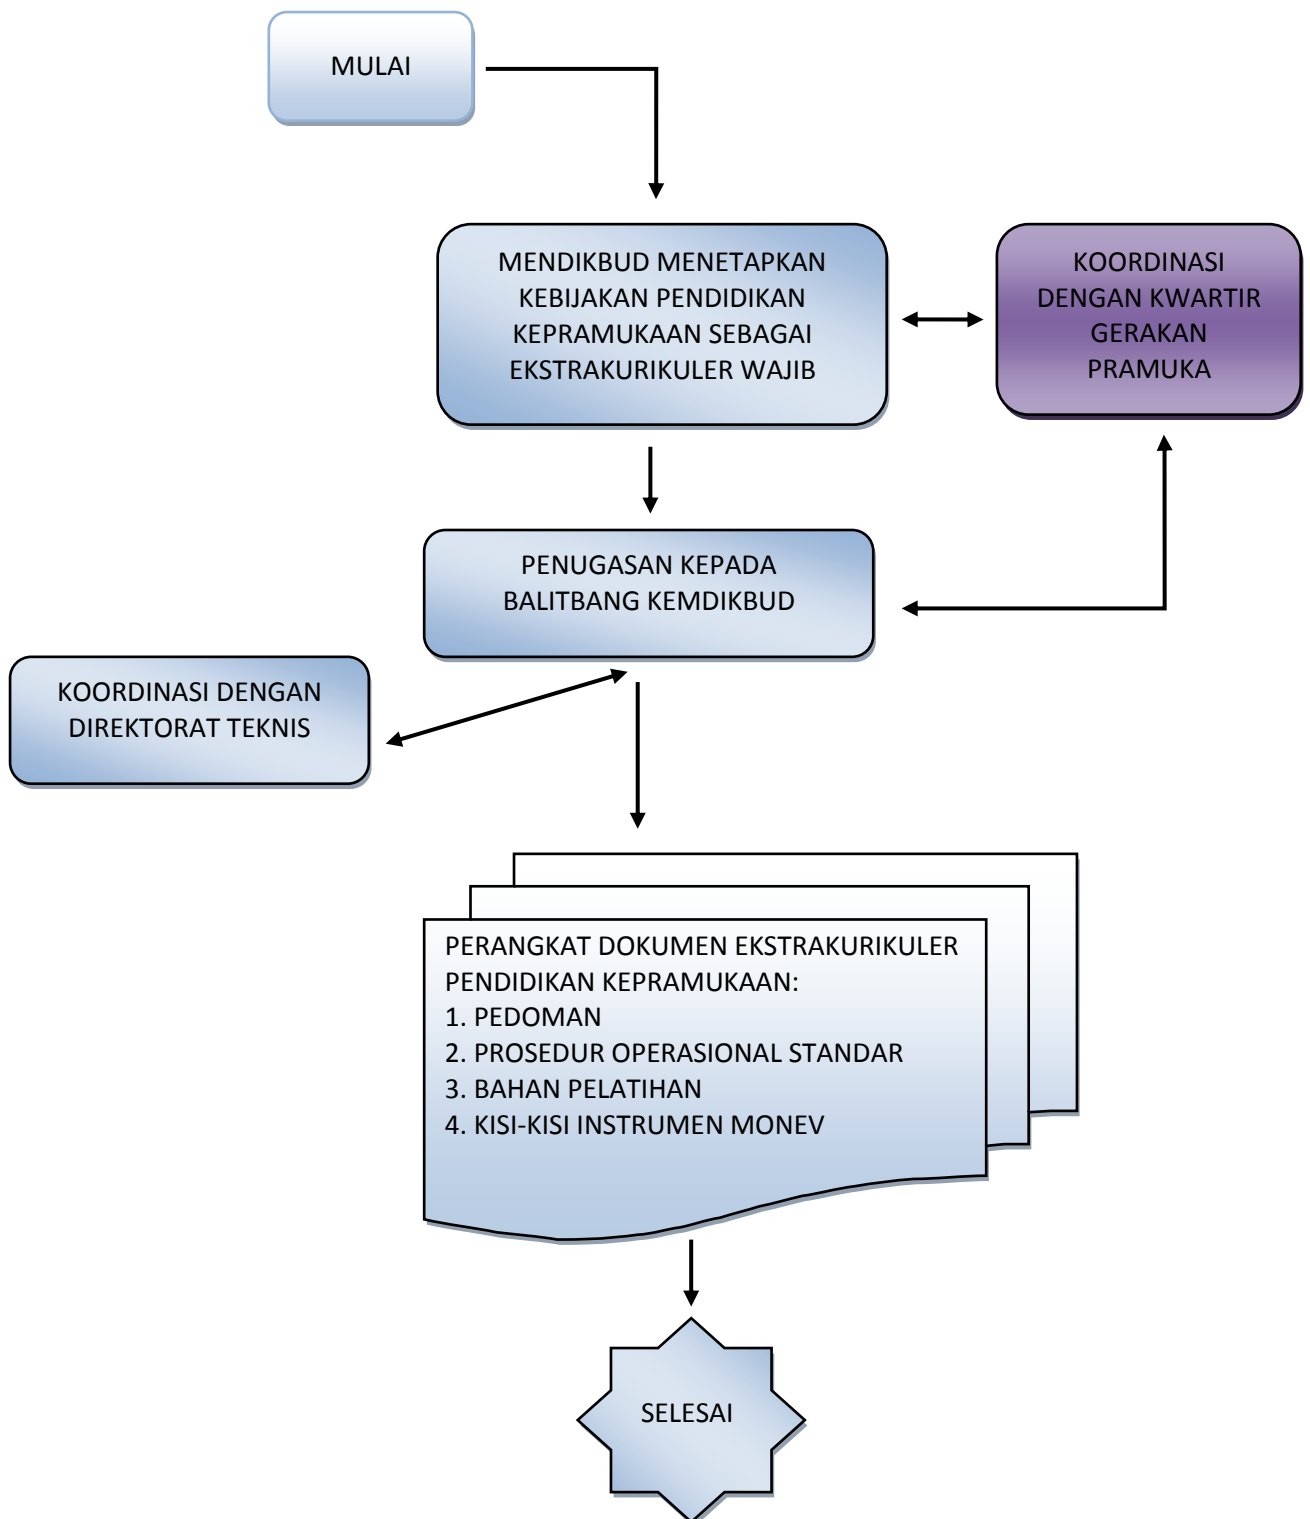 MULAI
MENDIKBUD MENETAPKAN
KEBIJAKAN PENDIDIKAN
KEPRAMUKAAN SEBAGAI
EKSTRAKURIKULER WAJIB
KOORDINASI
DENGAN KWARTIR
GERAKAN
PRAMUKA
PENUGASAN KEPADA
BALITBANG KEMDIKBUD
KOORDINASI DENGAN
DIREKTORAT TEKNIS
PERANGKAT DOKUMEN EKSTRAKURIKULER
PENDIDIKAN KEPRAMUKAAN:
1. PEDOMAN
2. PROSEDUR OPERASIONAL STANDAR
3. BAHAN PELATIHAN
4. KISI-KISI INSTRUMEN MONEV
SELESAI